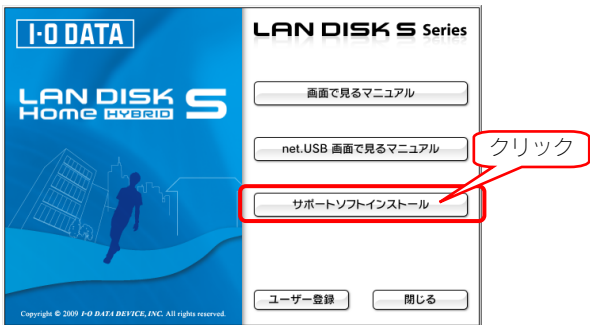 I-O DATA
LAN DISK S Series
LAN DISK S
Home HYBRID
画面で見るマニュアル
net.USB 画面で見るマニュアル
クリック
サポートソフトインストール
ユーザー登録
閉じる
Copyright © 2009 I-O DATA DEVICE, INC. All rights reserved.